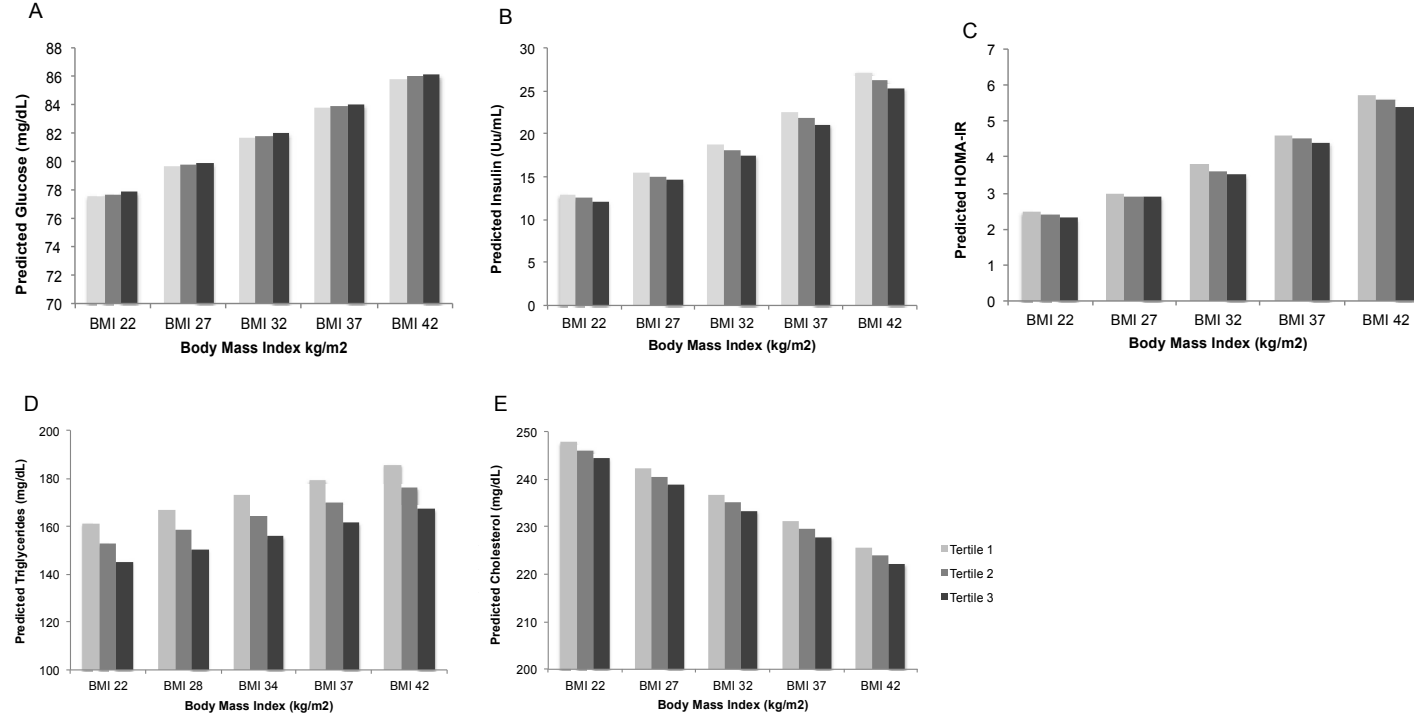 A
Predicted Glucose (mg/dL)
88
86
84
82
80
78
76
74
72
70
BMI 22 BMI 27 BMI 32 BMI 37 BMI 42
Body Mass Index kg/m2
B
Predicted Insulin (Uu/mL)
30
25
20
15
10
5
0
BMI 22 BMI 27 BMI 32 BMI 37 BMI 42
Body Mass Index (kg/m2)
C
Predicted HOMA-IR
7
6
5
4
3
2
1
0
BMI 22 BMI 27 BMI 32 BMI 37 BMI 42
Body Mass Index (kg/m2)
D
Predicted Triglycerides (mg/dL)
200
180
160
140
120
100
BMI 22 BMI 28 BMI 34 BMI 37 BMI 42
Body Mass Index (kg/m2)
E
Predicted Cholesterol (mg/dL)
250
240
230
220
210
200
BMI 22 BMI 27 BMI 32 BMI 37 BMI 42
Body Mass Index (kg/m2)
Tertile 1
Tertile 2
Tertile 3